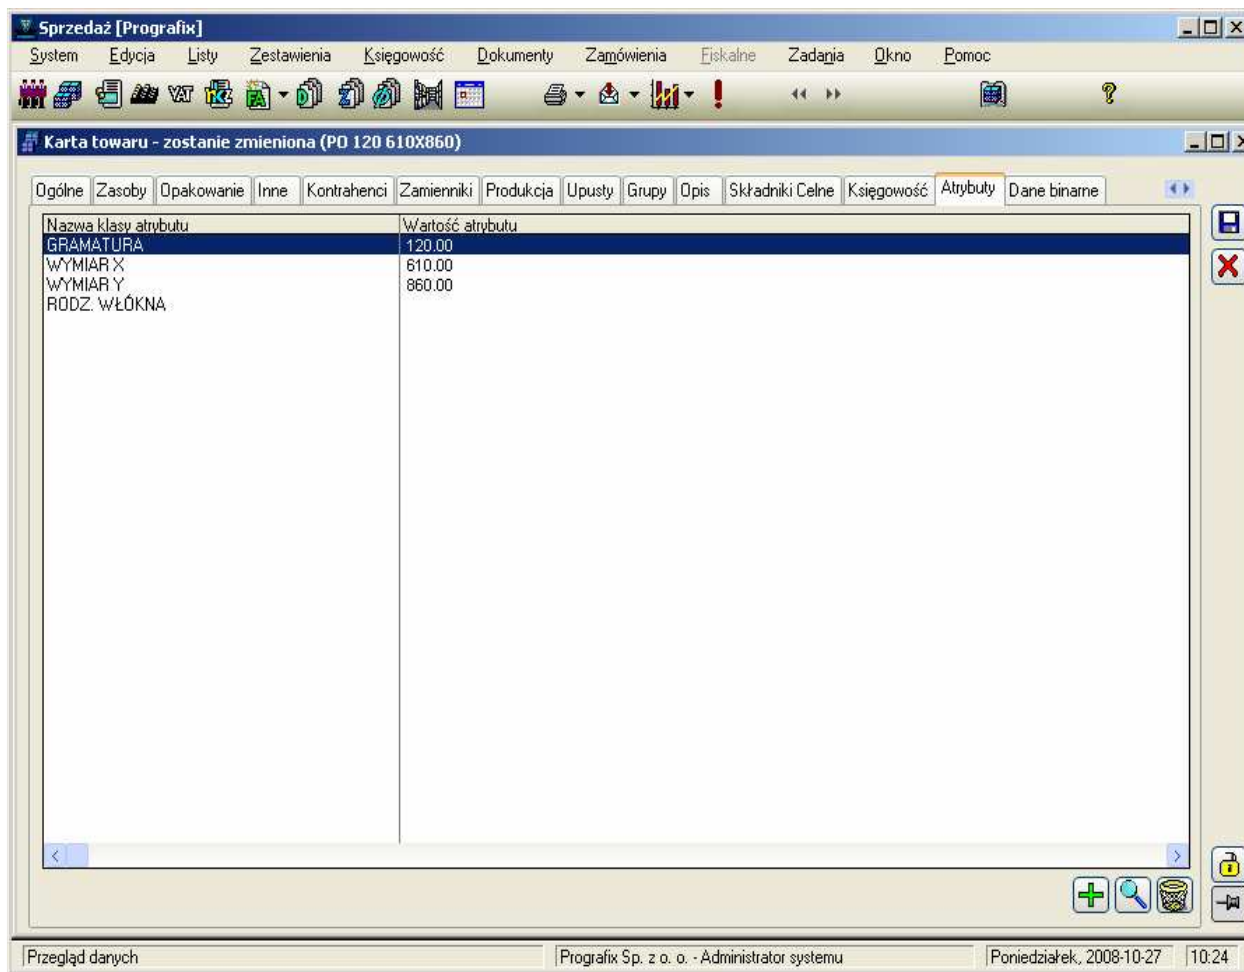 Sprzedaż [Prografix]
System Edycja Listy Zestawienia Księgowość Dokumenty Zamówienia Fiskalne Zadania Okno Pomoc
VAT
Karta towaru - zostanie zmieniona (PO 120 610X860)
Ogólne Zasoby Opakowanie Inne Kontrahenci Zamienniki Produkcja Upusty Grupy Opis Składniki Celne Księgowość Atrybuty Dane binarne
Nazwa klasy atrybutu Wartość atrybutu
GRAMATURA 120.00
WYMIAR X 610.00
WYMIAR Y 860.00
RODZ. WŁÓKNA
Przegląd danych Prografix Sp. z o. o. - Administrator systemu Poniedziałek, 2008-10-27 10:24